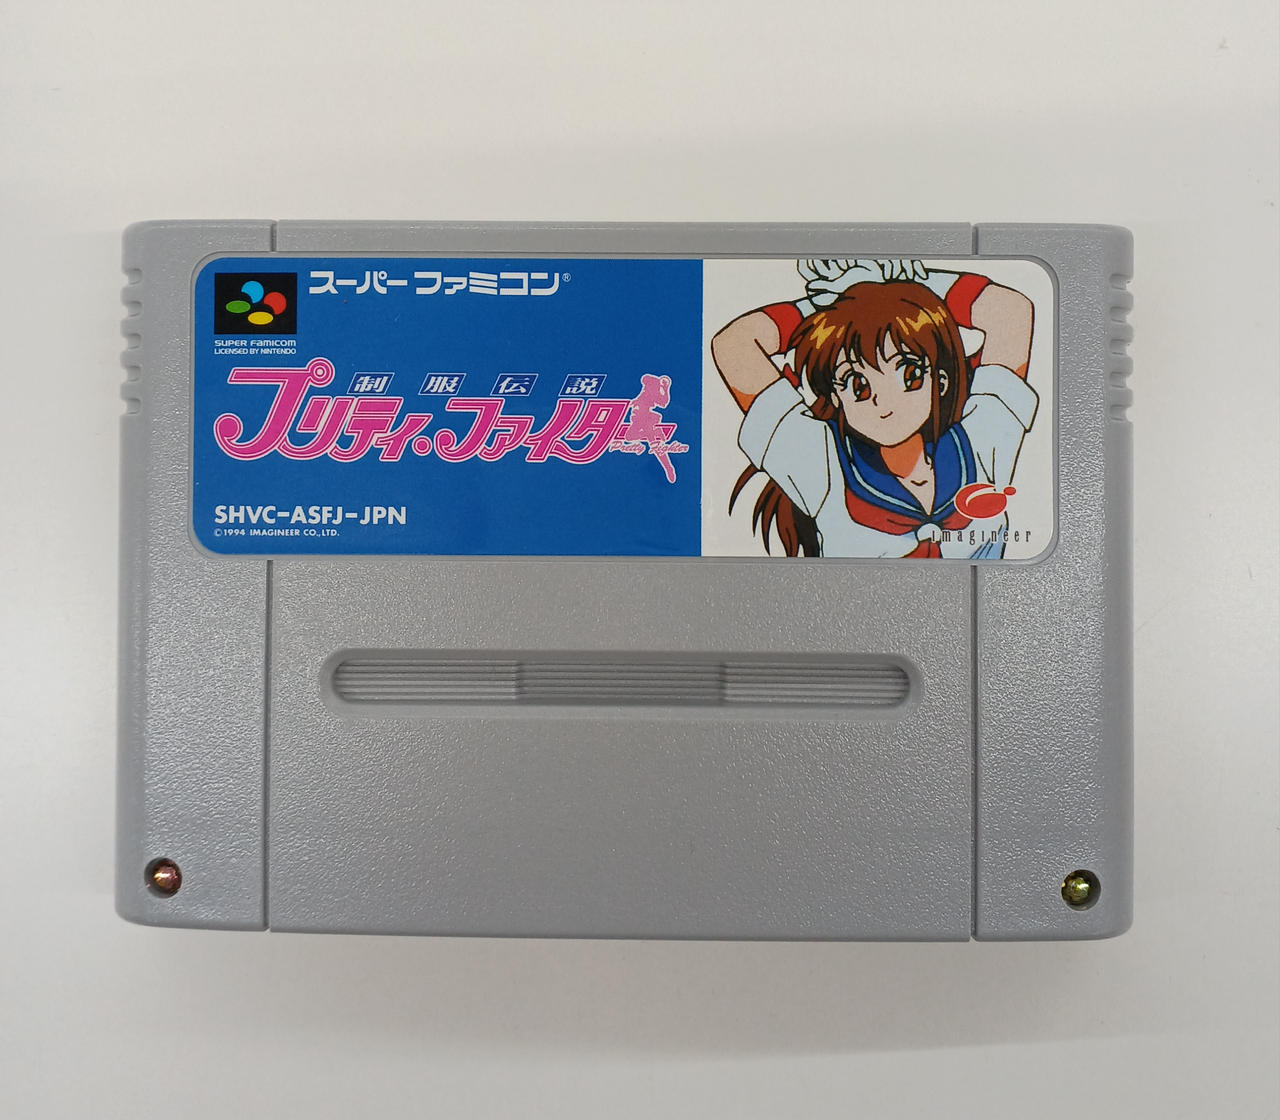 スーパーファミコン®
SUPER FAMICOM
LICENSED BY NINTENDO
制服伝説
プリティ・ファイター
Pretty Fighter
SHVC-ASFJ-JPN
©1994 IMAGINEER CO.,LTD.
imagineer